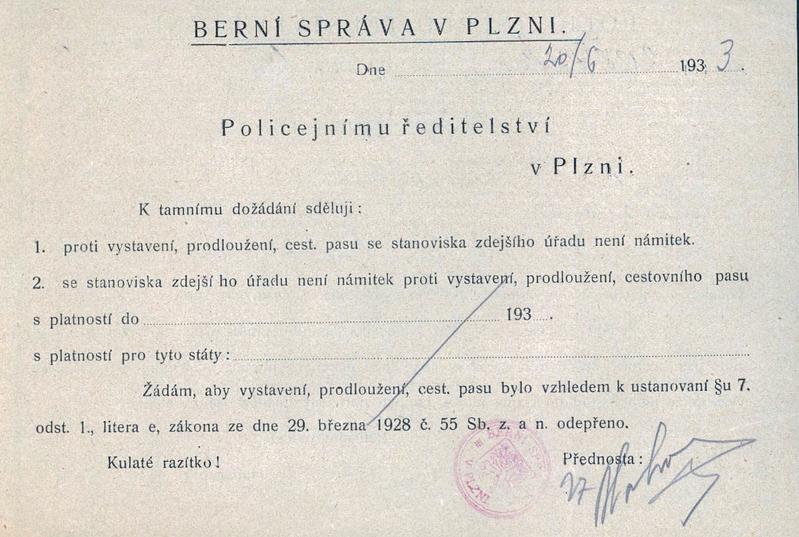 BERNÍ SPRÁVA V PLZNI.
Dne 20/6 1933.
Policejnímu ředitelství
v Plzni.
K tamnímu dožádání sděluji:
1. proti vystavení, prodloužení, cest. pasu se stanoviska zdejšího úřadu není námitek.
2. se stanoviska zdejší ho úřadu není námitek proti vystavení, prodloužení, cestovního pasu
s platností do 193 .
s platností pro tyto státy:
Žádám, aby vystavení, prodloužení, cest. pasu bylo vzhledem k ustanovaní §u 7.
odst. 1., litera e, zákona ze dne 29. března 1928 č. 55 Sb. z. a n. odepřeno.
Kulaté razítko!
V PLZNI
Přednosta: